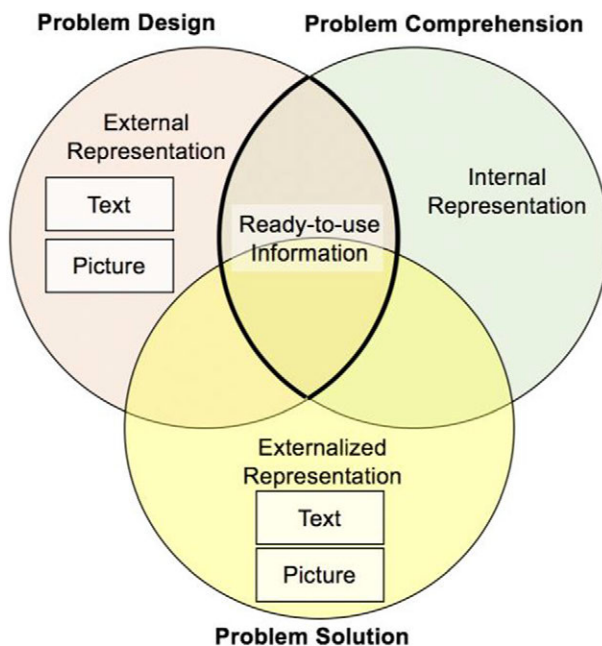 Problem Design
Problem Comprehension
External
Representation
Text
Picture
Ready-to-use
Information
Internal
Representation
Externalized
Representation
Text
Picture
Problem Solution